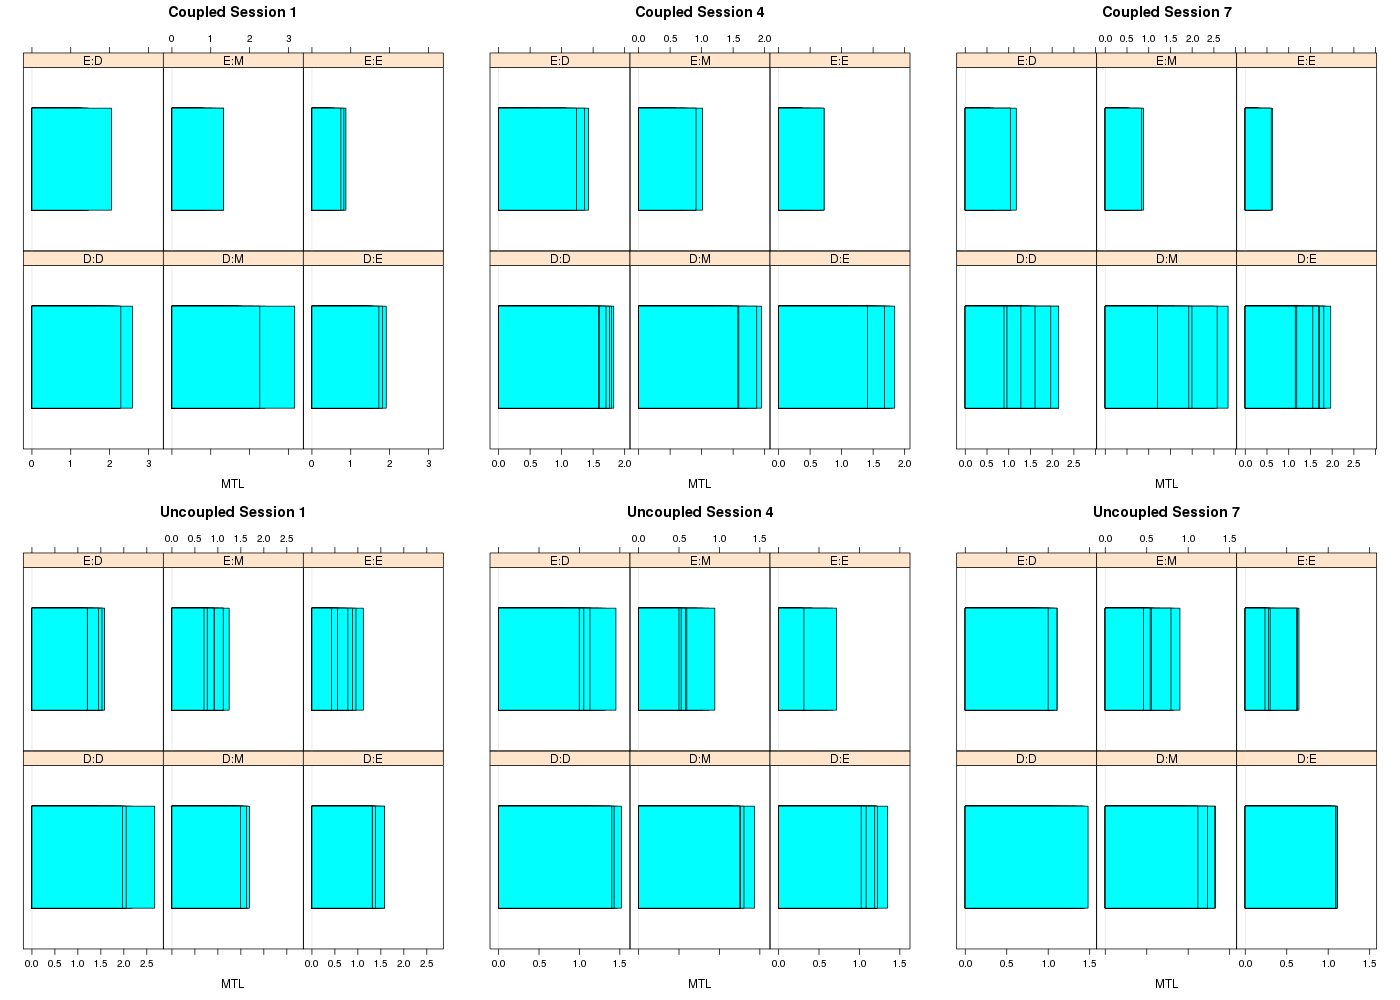 Coupled Session 1
0 1 2 3
E:D E:M E:E
D:D D:M D:E
0 1 2 3 0 1 2 3
MTL
Coupled Session 4
0.0 0.5 1.0 1.5 2.0
E:D E:M E:E
D:D D:M D:E
0.0 0.5 1.0 1.5 2.0 0.0 0.5 1.0 1.5 2.0
MTL
Coupled Session 7
0.0 0.5 1.0 1.5 2.0 2.5
E:D E:M E:E
D:D D:M D:E
0.0 0.5 1.0 1.5 2.0 2.5 0.0 0.5 1.0 1.5 2.0 2.5
MTL
Uncoupled Session 1
0.0 0.5 1.0 1.5 2.0 2.5
E:D E:M E:E
D:D D:M D:E
0.0 0.5 1.0 1.5 2.0 2.5 0.0 0.5 1.0 1.5 2.0 2.5
MTL
Uncoupled Session 4
0.0 0.5 1.0 1.5
E:D E:M E:E
D:D D:M D:E
0.0 0.5 1.0 1.5 0.0 0.5 1.0 1.5
MTL
Uncoupled Session 7
0.0 0.5 1.0 1.5
E:D E:M E:E
D:D D:M D:E
0.0 0.5 1.0 1.5 0.0 0.5 1.0 1.5
MTL